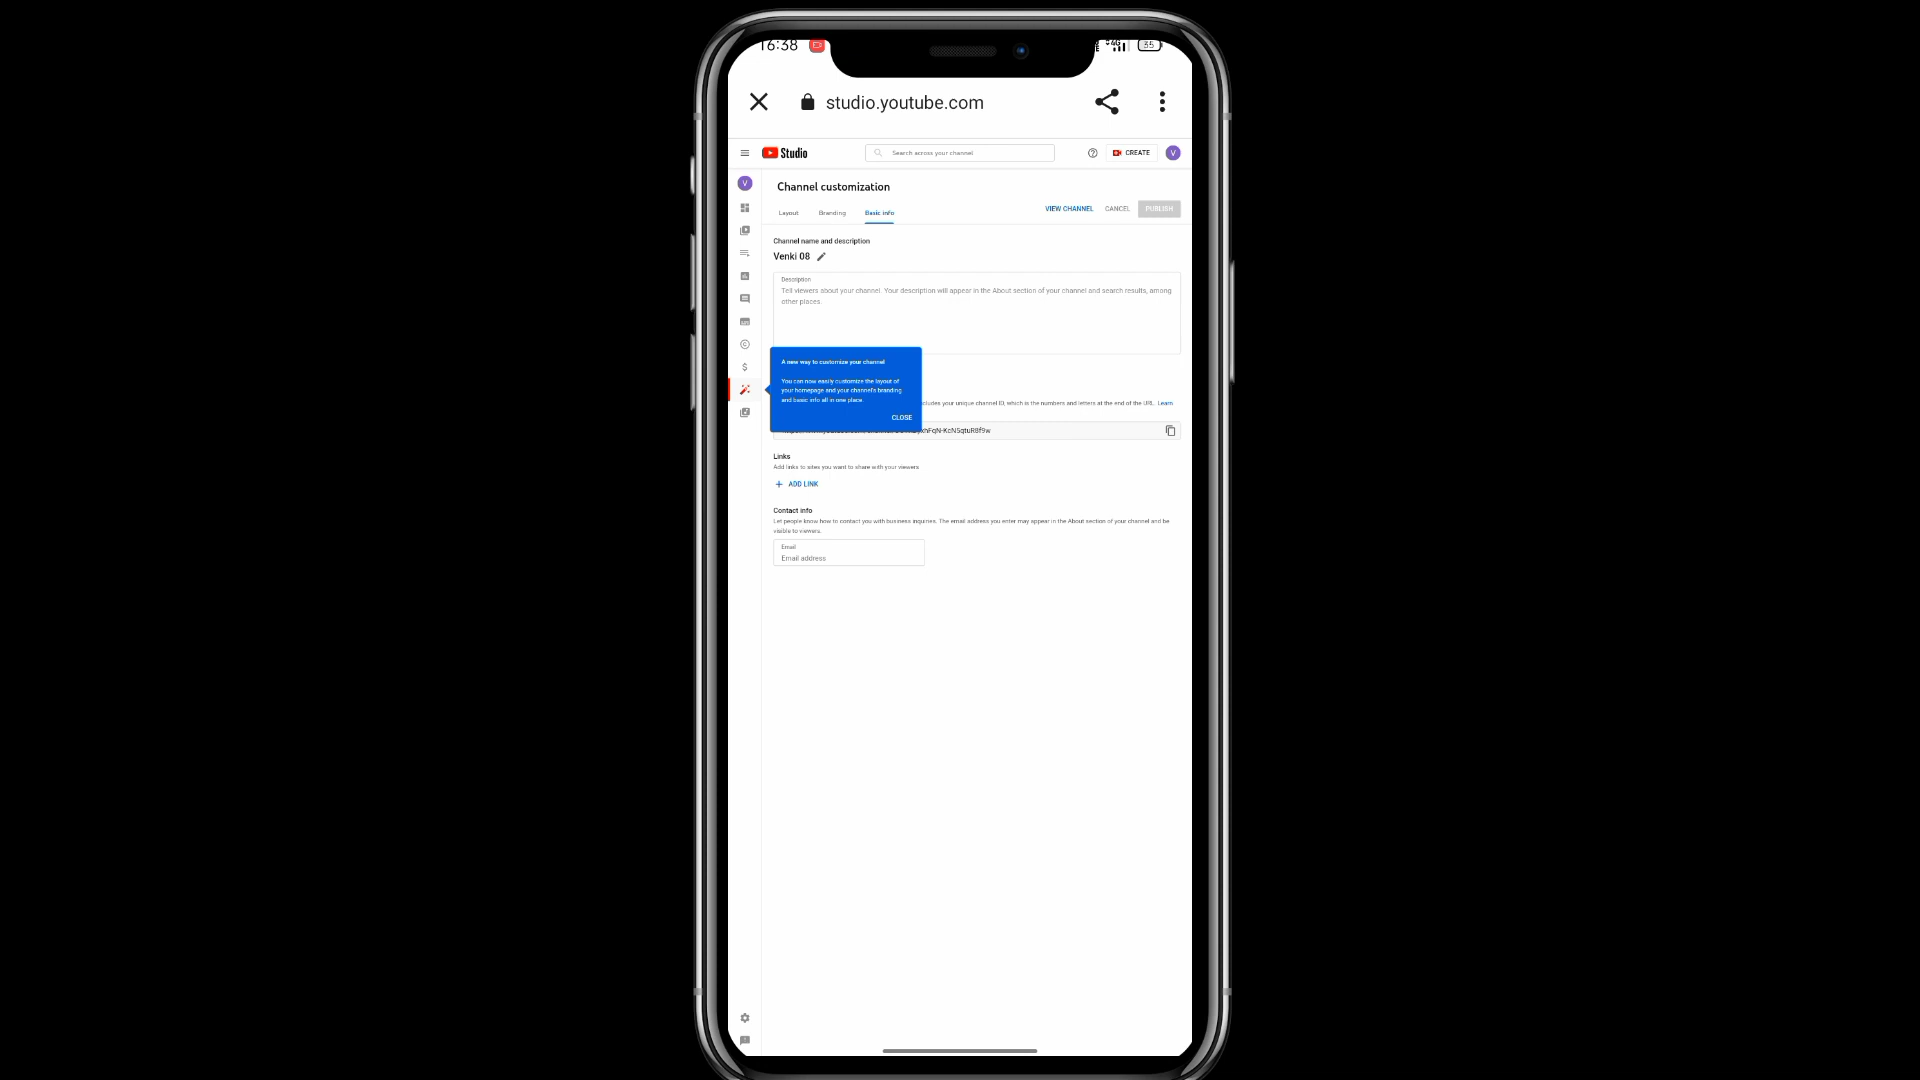 16:38
4G
35
studio.youtube.com
Studio
Search across your channel
CREATE
V
V
Channel customization
Layout
Branding
Basic info
VIEW CHANNEL
CANCEL
PUBLISH
Channel name and description
Venki 08
Description
Tell viewers about your channel. Your description will appear in the About section of your channel and search results, among
other places.
A new way to customize your channel
You can now easily customize the layout of
your homepage and your channel's branding
and basic info all in one place.
CLOSE
your unique channel ID, which is the numbers and letters at the end of the URL. Learn
Links
Add links to sites you want to share with your viewers
+ ADD LINK
Contact info
Let people know how to contact you with business inquiries. The email address you enter may appear in the About section of your channel and be
visible to viewers.
Email
Email address